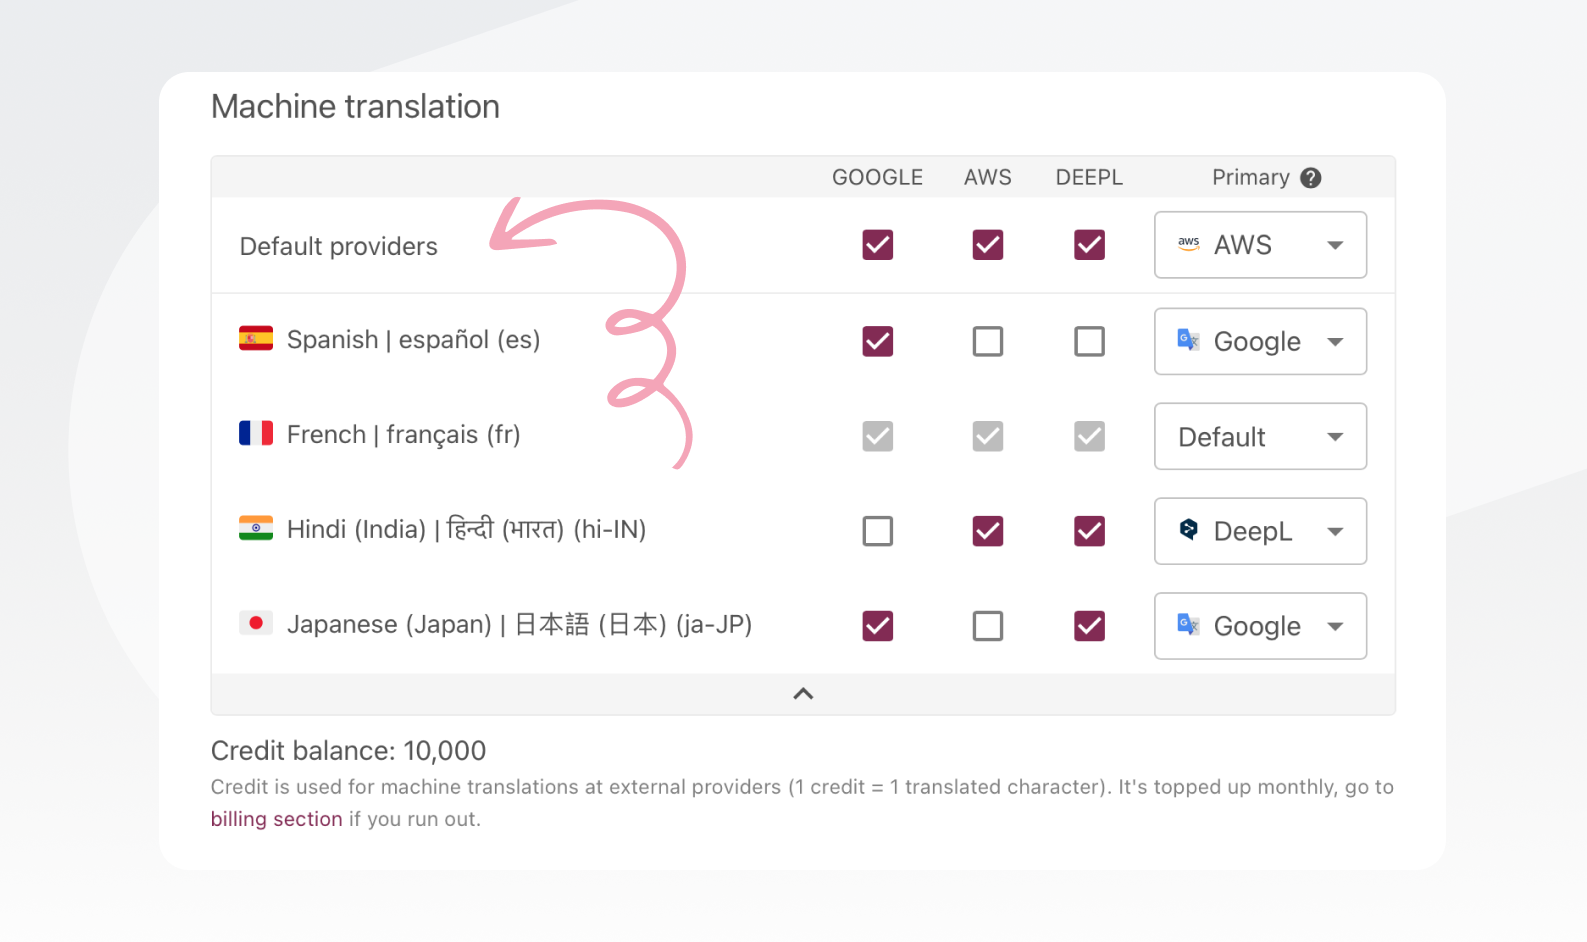 Machine translation
GOOGLE AWS DEEPL Primary ?
Default providers aws AWS
Spanish | español (es) G 文 Google
French | français (fr) Default
Hindi (India) | हिन्दी (भारत) (hi-IN) DeepL
Japanese (Japan) | 日本語 (日本) (ja-JP) G 文 Google
Credit balance: 10,000
Credit is used for machine translations at external providers (1 credit = 1 translated character). It's topped up monthly, go to
billing section if you run out.